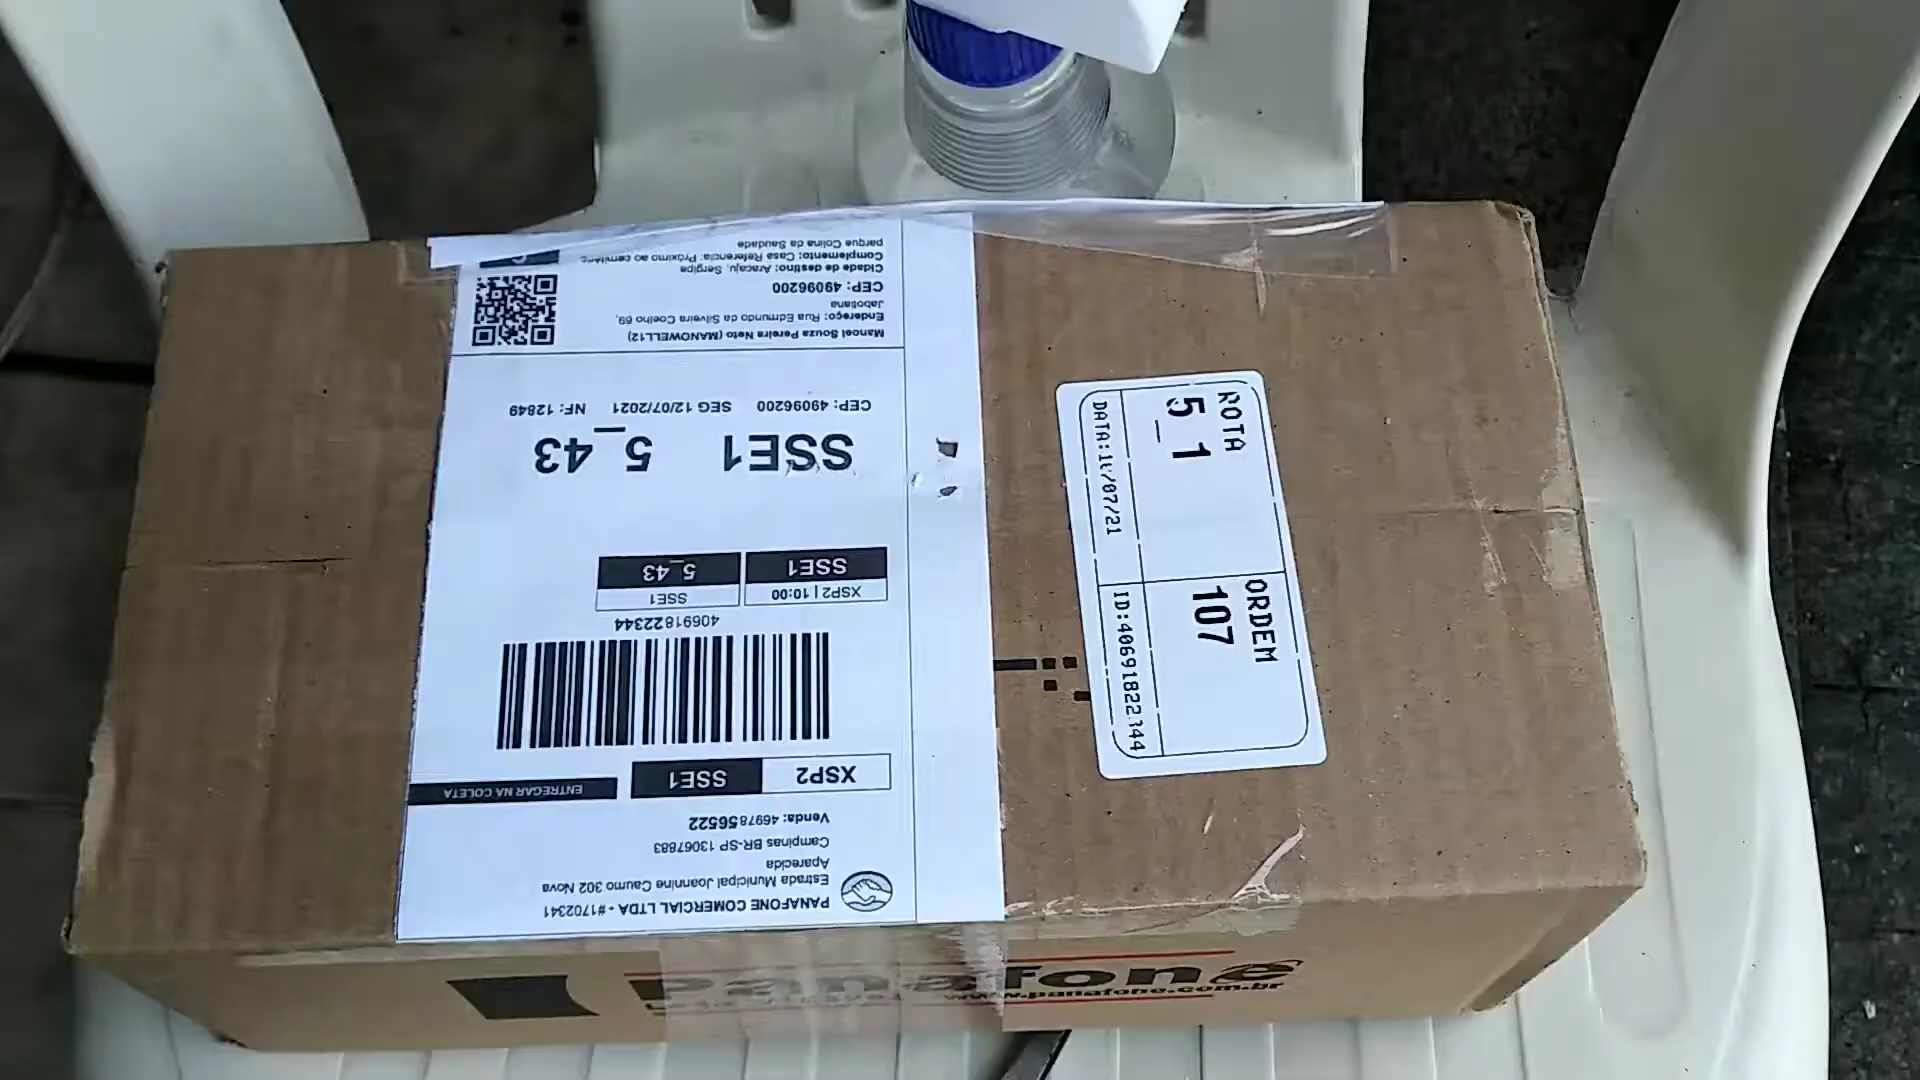 PANAFONE COMERCIAL LTDA - #1702341
Estrada Municipal Joannine Caumo 302 Nova
Aparecida
Campinas BR-SP 13067883
Venda: 4697856522
XSP2 SSE1
ENTREGAR NA COLETA
40691822344
XSP2 | 10:00
SSE1
SSE1
5_43
SSE1 5_43
CEP: 49096200 SEG 12/07/2021 NF: 12849
Manoel Souza Pereira Neto (MANOWELL12)
Endereço: Rua Edmundo da Silveira Coelho 69,
Jabotiana
CEP: 49096200
Cidade de destino: Aracaju, Sergipe
Complemento: Casa Referencia: Próximo ao cemitério
parque Colina da Saudade
ROTA
5_1
ORDEM
107
ID:40691822344
panafone
www.panafone.com.br